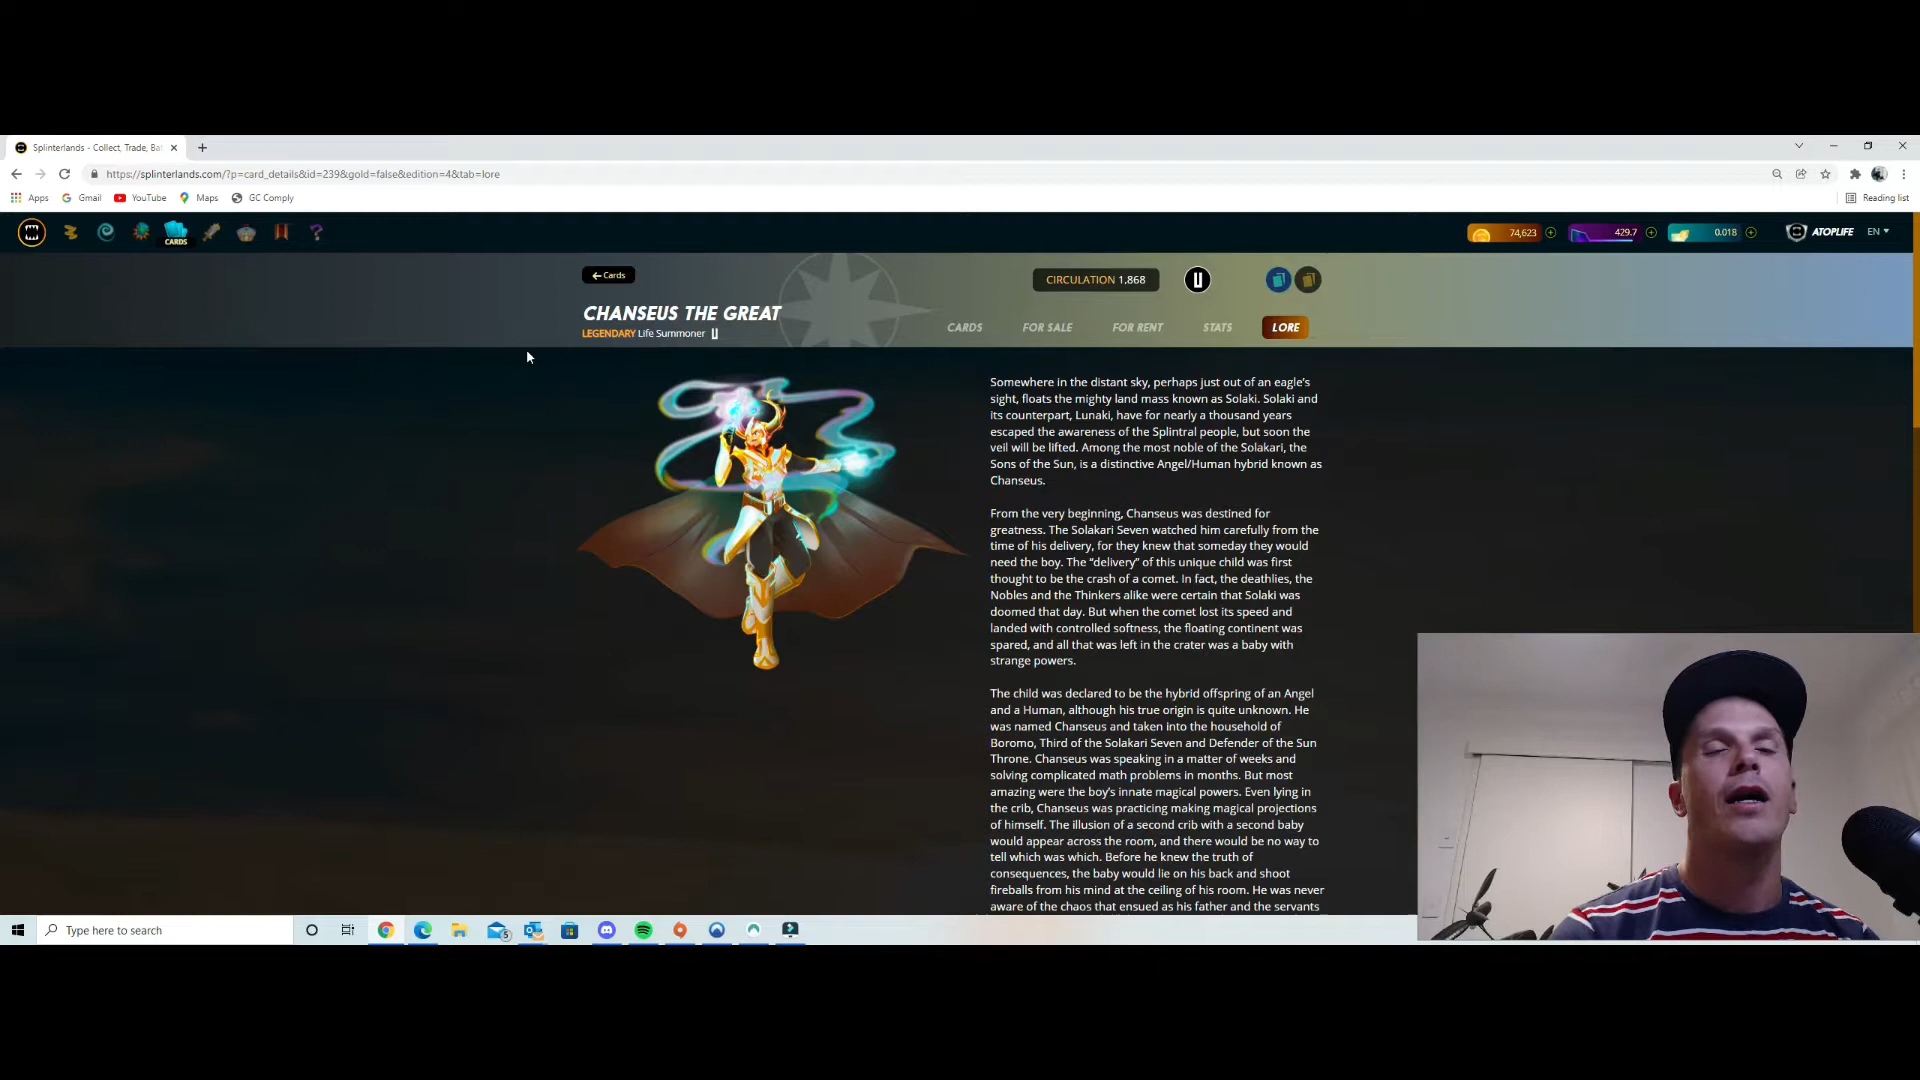 Splinterlands - Collect, Trade, Ba
https://splinterlands.com/?p=card_details&id=239&gold=false&edition=4&tab=lore
Apps Gmail YouTube Maps GC Comply Reading list
CARDS 74,623 429.7 0.018 ATOPLIFE EN
Cards
CIRCULATION 1,868
CHANSEUS THE GREAT
LEGENDARY Life Summoner
CARDS FOR SALE FOR RENT STATS LORE
Somewhere in the distant sky, perhaps just out of an eagle's
sight, floats the mighty land mass known as Solaki. Solaki and
its counterpart, Lunaki, have for nearly a thousand years
escaped the awareness of the Splintral people, but soon the
veil will be lifted. Among the most noble of the Solakari, the
Sons of the Sun, is a distinctive Angel/Human hybrid known as
Chanseus.
From the very beginning, Chanseus was destined for
greatness. The Solakari Seven watched him carefully from the
time of his delivery, for they knew that someday they would
need the boy. The “delivery” of this unique child was first
thought to be the crash of a comet. In fact, the deathlies, the
Nobles and the Thinkers alike were certain that Solaki was
doomed that day. But when the comet lost its speed and
landed with controlled softness, the floating continent was
spared, and all that was left in the crater was a baby with
strange powers.
The child was declared to be the hybrid offspring of an Angel
and a Human, although his true origin is quite unknown. He
was named Chanseus and taken into the household of
Boromo, Third of the Solakari Seven and Defender of the Sun
Throne. Chanseus was speaking in a matter of weeks and
solving complicated math problems in months. But most
amazing were the boy's innate magical powers. Even lying in
the crib, Chanseus was practicing making magical projections
of himself. The illusion of a second crib with a second baby
would appear across the room, and there would be no way to
tell which was which. Before he knew the truth of
consequences, the baby would lie on his back and shoot
fireballs from his mind at the ceiling of his room. He was never
aware of the chaos that ensued as his father and the servants
Type here to search
5